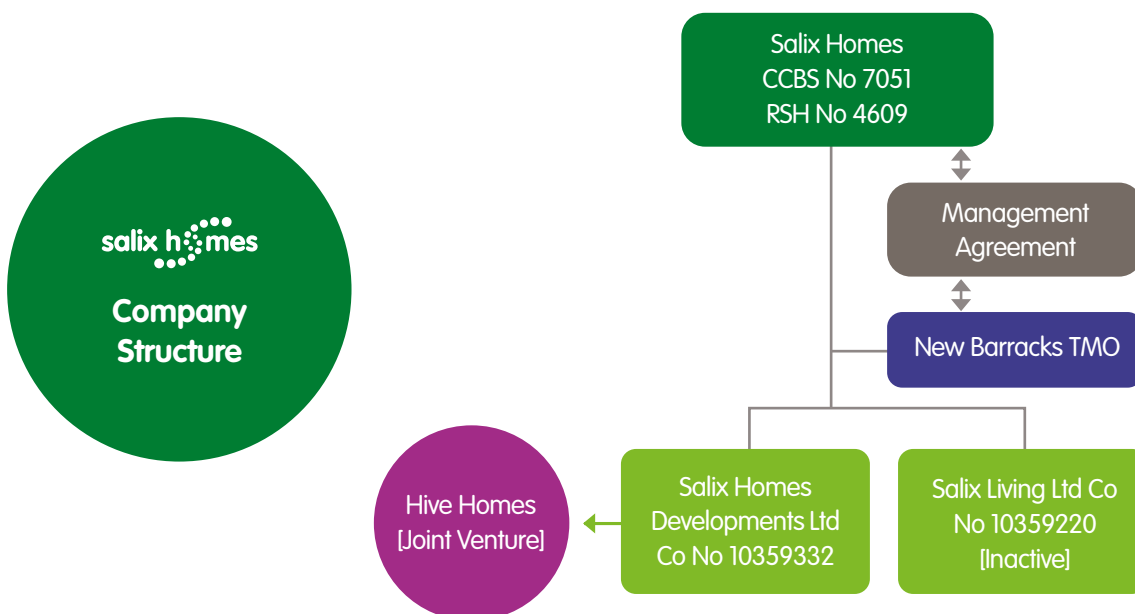 salix homes
Company
Structure
Salix Homes
CCBS No 7051
RSH No 4609
Management
Agreement
New Barracks TMO
Hive Homes
[Joint Venture]
Salix Homes
Developments Ltd
Co No 10359332
Salix Living Ltd Co
No 10359220
[Inactive]